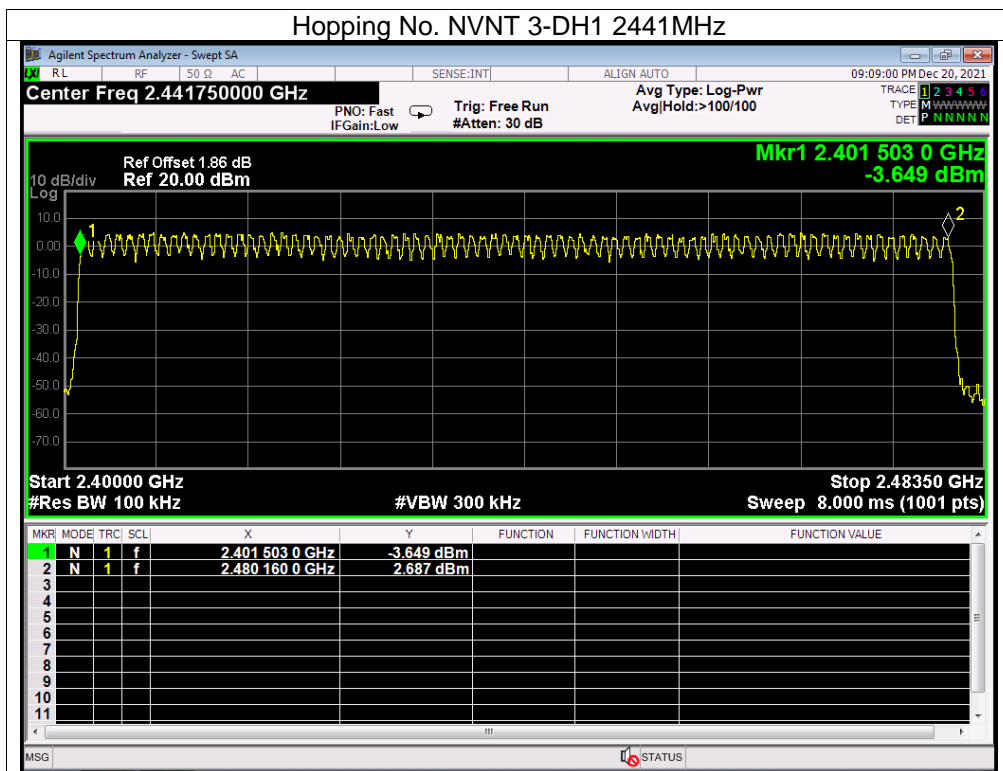 Hopping No. NVNT 3-DH1 2441MHz
Agilent Spectrum Analyzer - Swept SA
LXI RL RF 50 Ω AC SENSE:INT ALIGN AUTO 09:09:00 PM Dec 20, 2021
Center Freq 2.441750000 GHz Avg Type: Log-Pwr TRACE 1 2 3 4 5 6
PNO: Fast Trig: Free Run Avg|Hold:>100/100 TYPE M WWWWW
IFGain:Low #Atten: 30 dB DET P N N N N N
Ref Offset 1.86 dB Mkr1 2.401 503 0 GHz
10 dB/div Ref 20.00 dBm -3.649 dBm
Log
10.0
0.00
-10.0
-20.0
-30.0
-40.0
-50.0
-60.0
-70.0
1
2
Start 2.40000 GHz Stop 2.48350 GHz
#Res BW 100 kHz #VBW 300 kHz Sweep 8.000 ms (1001 pts)
MKR MODE TRC SCL X Y FUNCTION FUNCTION WIDTH FUNCTION VALUE
1 N 1 f 2.401 503 0 GHz -3.649 dBm
2 N 1 f 2.480 160 0 GHz 2.687 dBm
3
4
5
6
7
8
9
10
11
MSG STATUS